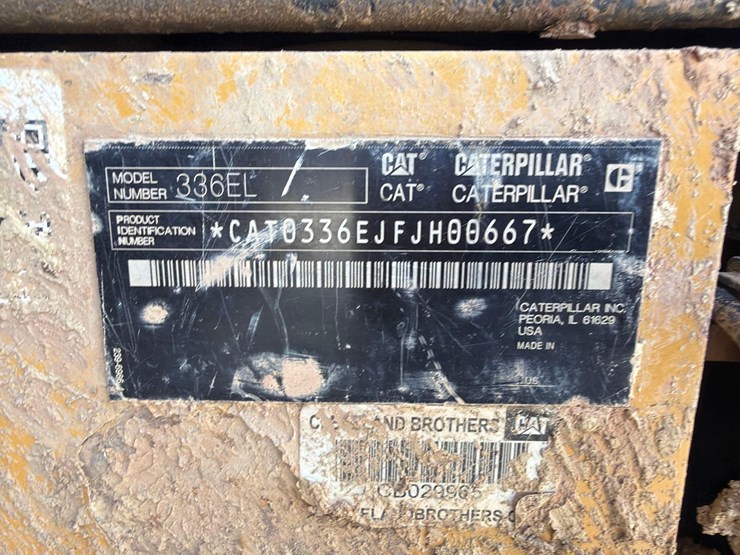 MODEL NUMBER 336EL
CAT® CATERPILLAR®
CAT® CATERPILLAR®
PRODUCT IDENTIFICATION NUMBER *CAT0336EJFJH00667*
CATERPILLAR INC.
PEORIA, IL 61629
USA
MADE IN
US
BROTHERS CAT
CB029965
BROTHERS